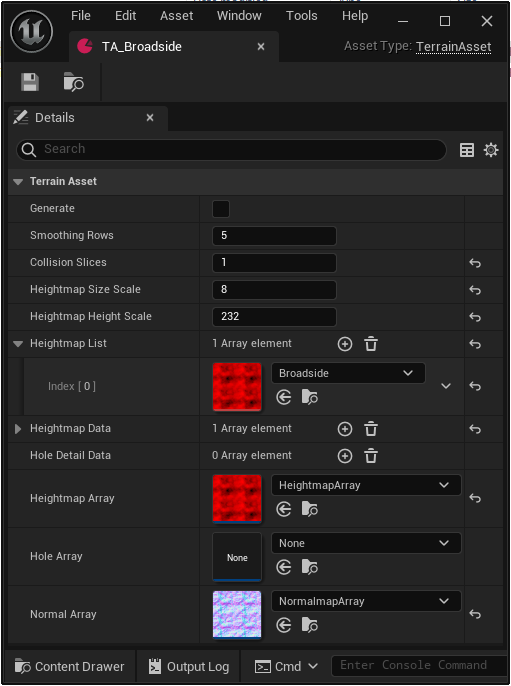 File Edit Asset Window Tools Help
TA_Broadside
Asset Type: TerrainAsset
Details
Search
Terrain Asset
Generate
Smoothing Rows 5
Collision Slices 1
Heightmap Size Scale 8
Heightmap Height Scale 232
Heightmap List 1 Array element
Index [ 0 ] Broadside
Heightmap Data 1 Array element
Hole Detail Data 0 Array element
Heightmap Array HeightmapArray
Hole Array None None
Normal Array NormalmapArray
Content Drawer Output Log Cmd Enter Console Command